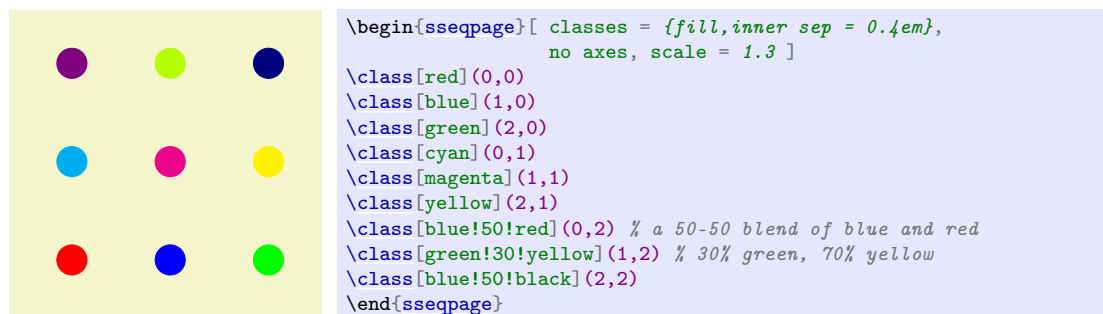 \begin{sseqpage}[ classes = {fill,inner sep = 0.4em},
no axes, scale = 1.3 ]
\class[red](0,0)
\class[blue](1,0)
\class[green](2,0)
\class[cyan](0,1)
\class[magenta](1,1)
\class[yellow](2,1)
\class[blue!50!red](0,2) % a 50-50 blend of blue and red
\class[green!30!yellow](1,2) % 30% green, 70% yellow
\class[blue!50!black](2,2)
\end{sseqpage}